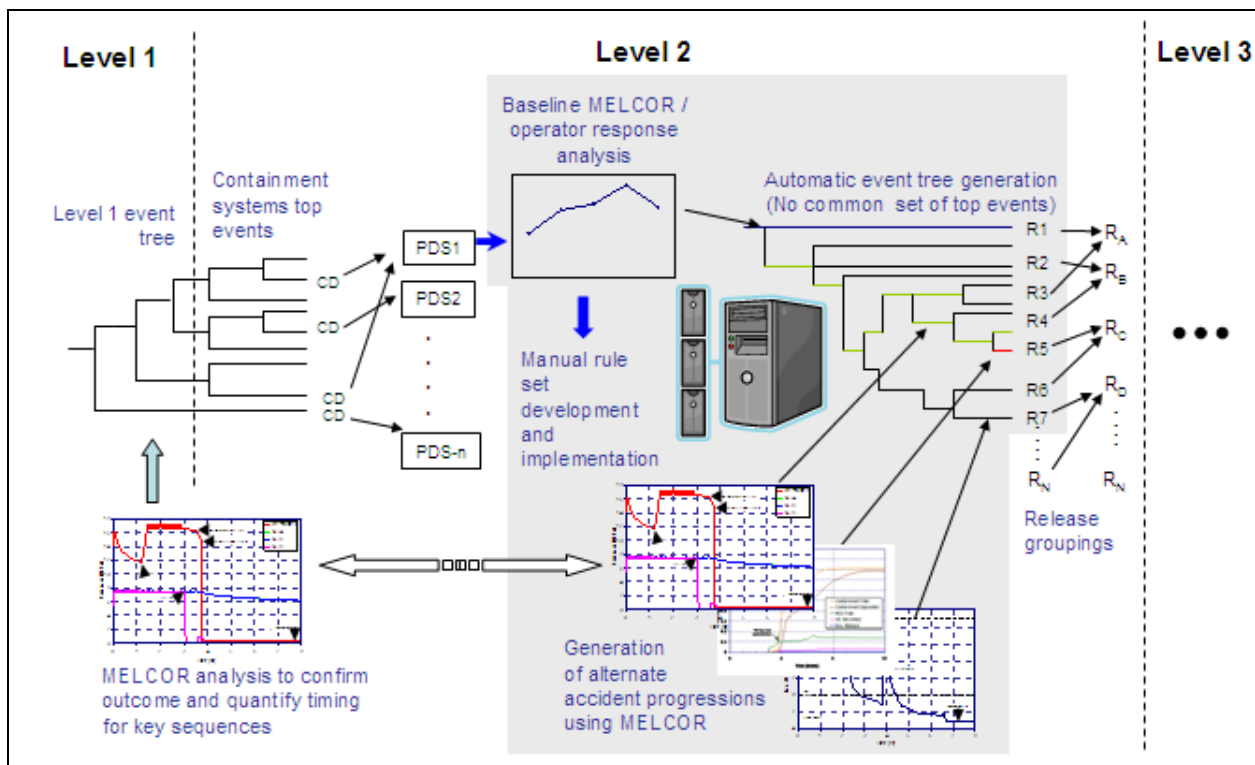 Level 1
Level 2
Level 3
Baseline MELCOR /
operator response
analysis
Containment
systems top
events
Level 1 event
tree
Automatic event tree generation
(No common set of top events)
CD
CD
CD
CD
PDS1
PDS2
PDS-n
Manual rule
set
development
and
implementation
R1
R2
R3
R4
R5
R6
R7
RN
RA
RB
RC
RD
RN
Release
groupings
MELCOR analysis to confirm
outcome and quantify timing
for key sequences
Generation
of alternate
accident progressions
using MELCOR